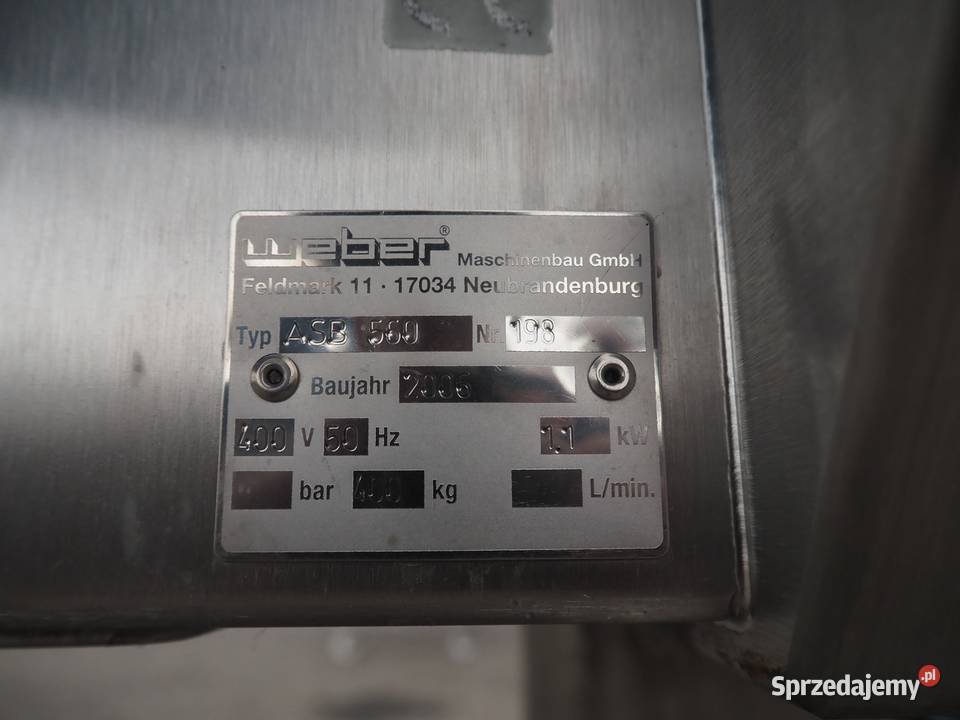 weber® Maschinenbau GmbH
Feldmark 11 · 17034 Neubrandenburg
Typ ASB 560 Nr. 198
Baujahr 2006
400 V 50 Hz 1,1 kW
bar 400 kg L/min.
Sprzedajemy.pl